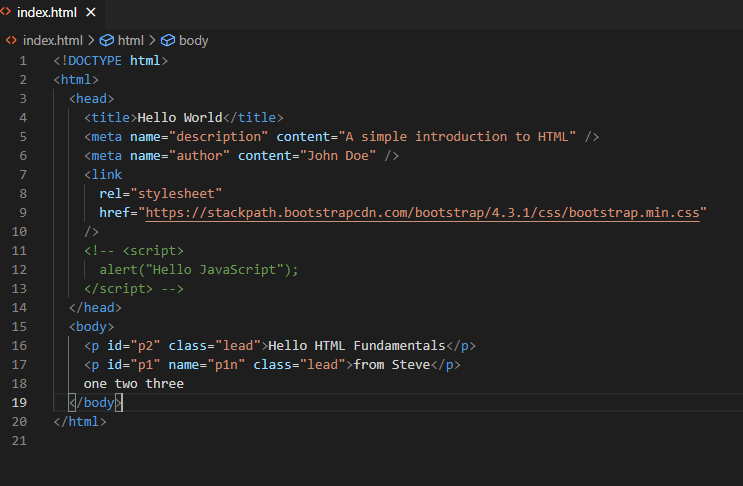 index.html
index.html > html > body
1 <!DOCTYPE html>
2 <html>
3   <head>
4     <title>Hello World</title>
5     <meta name="description" content="A simple introduction to HTML" />
6     <meta name="author" content="John Doe" />
7     <link
8       rel="stylesheet"
9       href="https://stackpath.bootstrapcdn.com/bootstrap/4.3.1/css/bootstrap.min.css"
10     />
11     <!-- <script>
12       alert("Hello JavaScript");
13     </script> -->
14   </head>
15   <body>
16     <p id="p2" class="lead">Hello HTML Fundamentals</p>
17     <p id="p1" name="p1n" class="lead">from Steve</p>
18     one two three
19   </body>
20 </html>
21